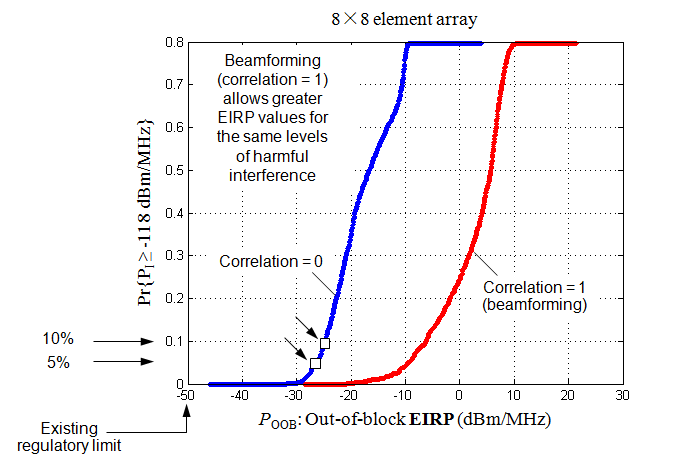 8×8 element array
Beamforming
(correlation = 1)
allows greater
EIRP values for
the same levels
of harmful
interference
Correlation = 0
Correlation = 1
(beamforming)
Pr{P_I ≥ -118 dBm/MHz}
0.8
0.7
0.6
0.5
0.4
0.3
0.2
0.1
0
10%
5%
-50
-40
-30
-20
-10
0
10
20
30
P_OOB: Out-of-block EIRP (dBm/MHz)
Existing
regulatory limit